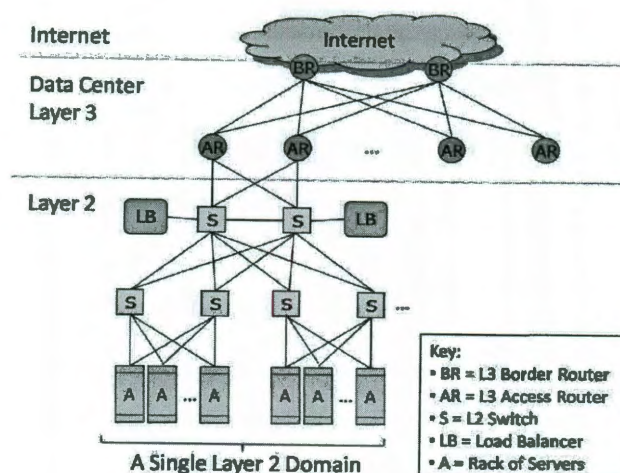 Internet
Internet
BR
BR
Data Center
Layer 3
AR
AR
...
AR
AR
Layer 2
LB
S
S
LB
S
S
S
S
...
A
A
...
A
A
A
...
A
A Single Layer 2 Domain
Key:
• BR = L3 Border Router
• AR = L3 Access Router
• S = L2 Switch
• LB = Load Balancer
• A = Rack of Servers